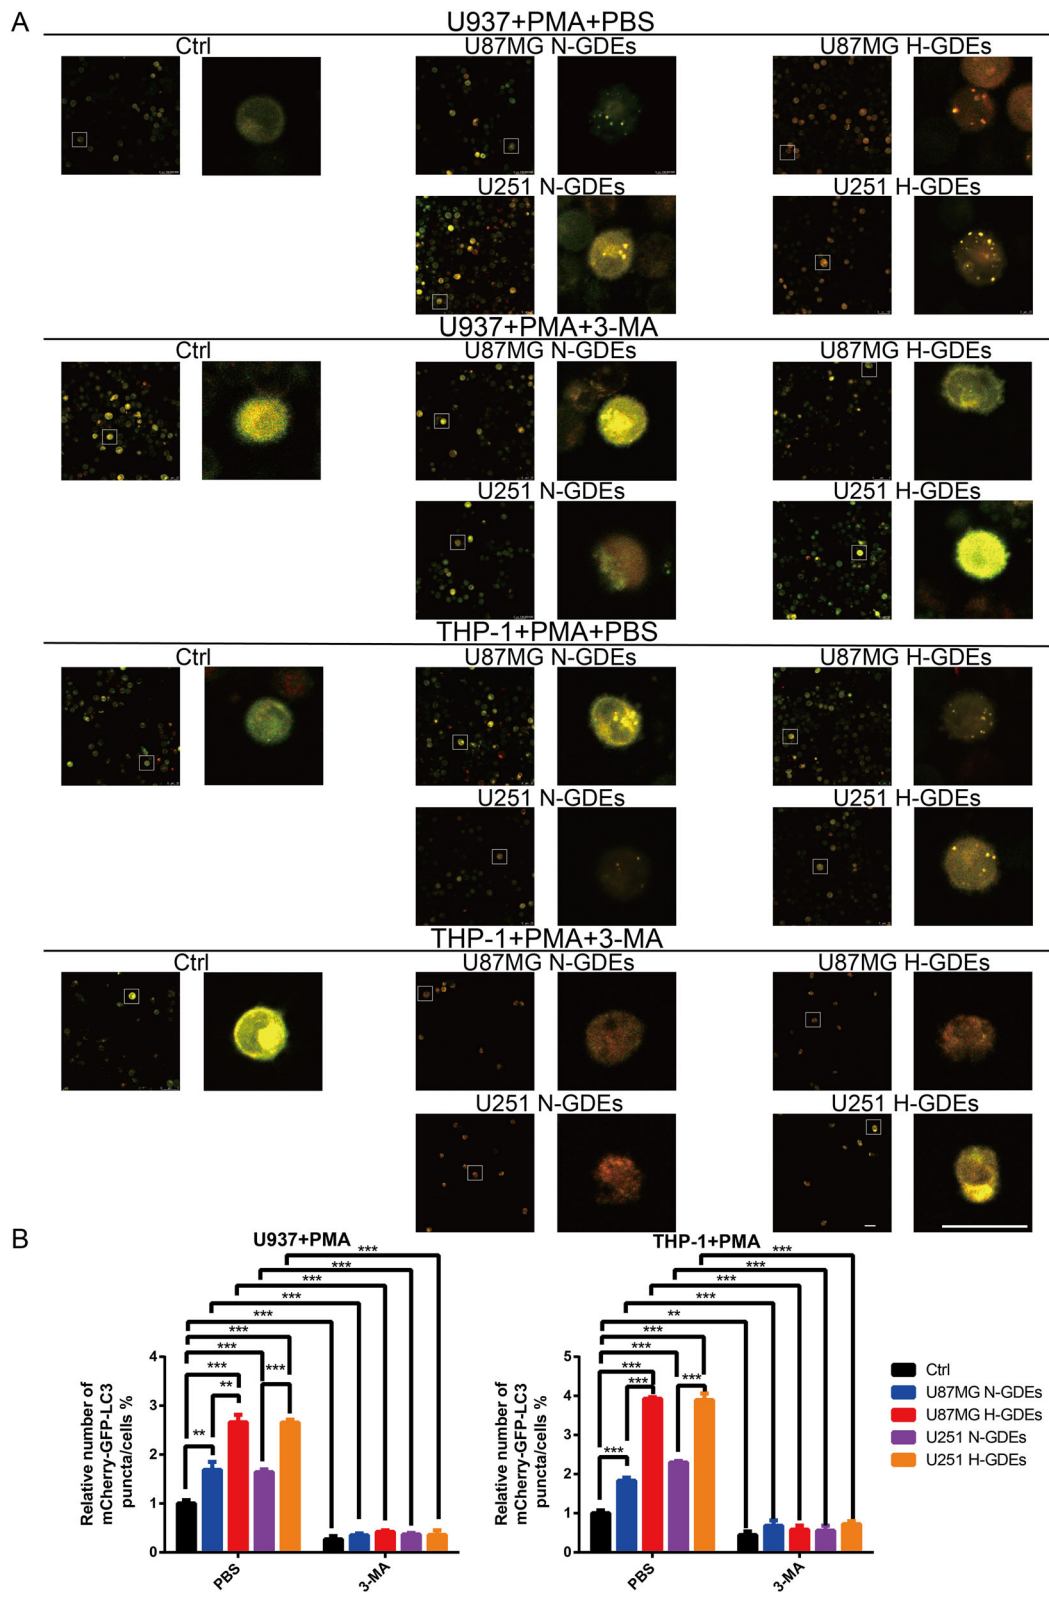 A
U937+PMA+PBS
Ctrl U87MG N-GDEs U87MG H-GDEs
U251 N-GDEs U251 H-GDEs
U937+PMA+3-MA
Ctrl U87MG N-GDEs U87MG H-GDEs
U251 N-GDEs U251 H-GDEs
THP-1+PMA+PBS
Ctrl U87MG N-GDEs U87MG H-GDEs
U251 N-GDEs U251 H-GDEs
THP-1+PMA+3-MA
Ctrl U87MG N-GDEs U87MG H-GDEs
U251 N-GDEs U251 H-GDEs
B
U937+PMA
***
***
***
***
***
***
***
***
***
**
**
Relative number of
mCherry-GFP-LC3
puncta/cells %
4
3
2
1
0
PBS
3-MA
THP-1+PMA
***
***
***
***
**
***
***
***
***
***
***
Relative number of
mCherry-GFP-LC3
puncta/cells %
5
4
3
2
1
0
PBS
3-MA
Ctrl
U87MG N-GDEs
U87MG H-GDEs
U251 N-GDEs
U251 H-GDEs